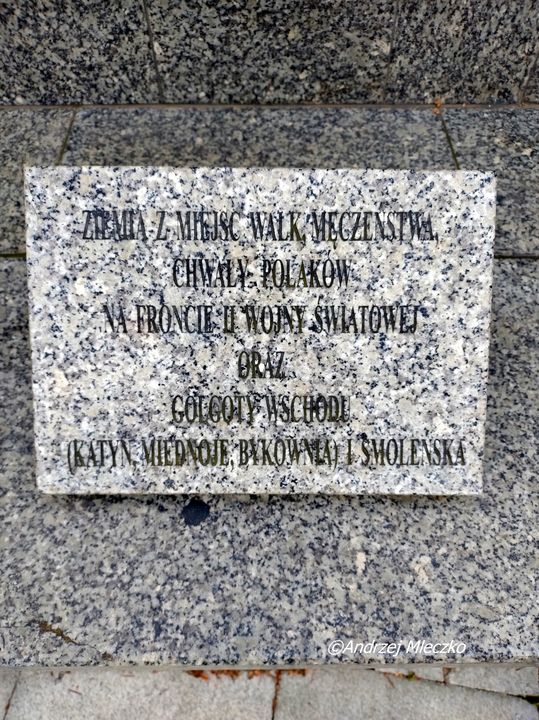 ZIEMIA Z MIEJSC WALK, MĘCZEŃSTWA,
CHWAŁY POLAKÓW
NA FRONCIE II WOJNY ŚWIATOWEJ
ORAZ
GOLGOTY WSCHODU
(KATYŃ, MIEDNOJE, BYKOWNIA) I SMOLEŃSKA
©Andrzej Mleczko